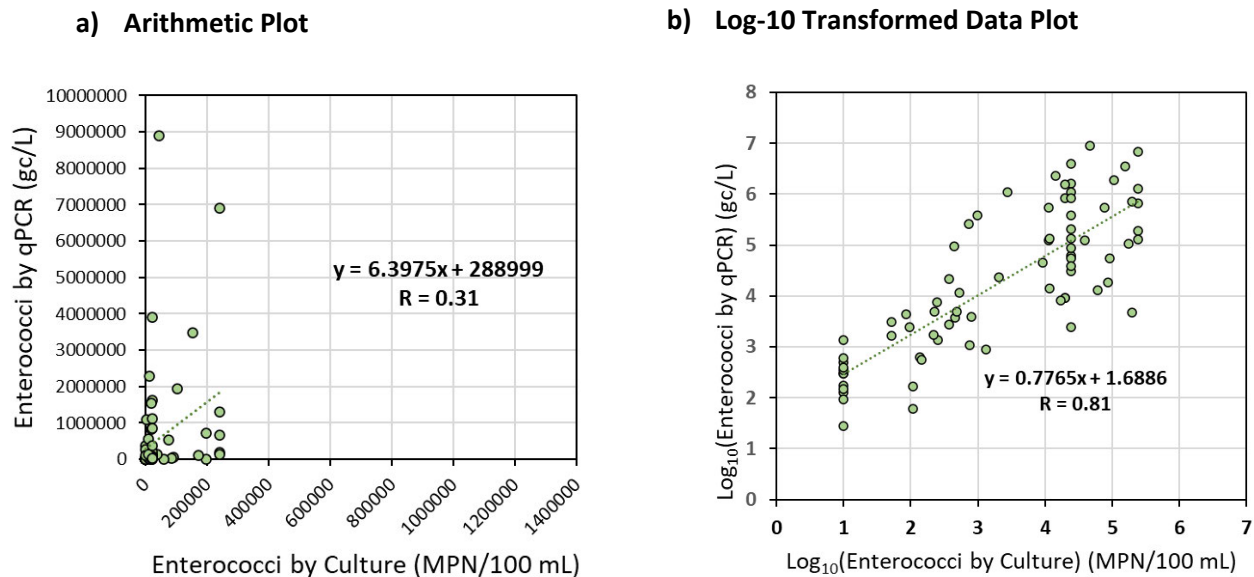 a) Arithmetic Plot
Enterococci by qPCR (gc/L)
10000000
9000000
8000000
7000000
6000000
5000000
4000000
3000000
2000000
1000000
0
y = 6.3975x + 288999
R = 0.31
0
200000
400000
600000
800000
1000000
1200000
1400000
Enterococci by Culture (MPN/100 mL)
b) Log-10 Transformed Data Plot
Log₁₀(Enterococci by qPCR) (gc/L)
8
7
6
5
4
3
2
1
0
y = 0.7765x + 1.6886
R = 0.81
0 1 2 3 4 5 6 7
Log₁₀(Enterococci by Culture) (MPN/100 mL)